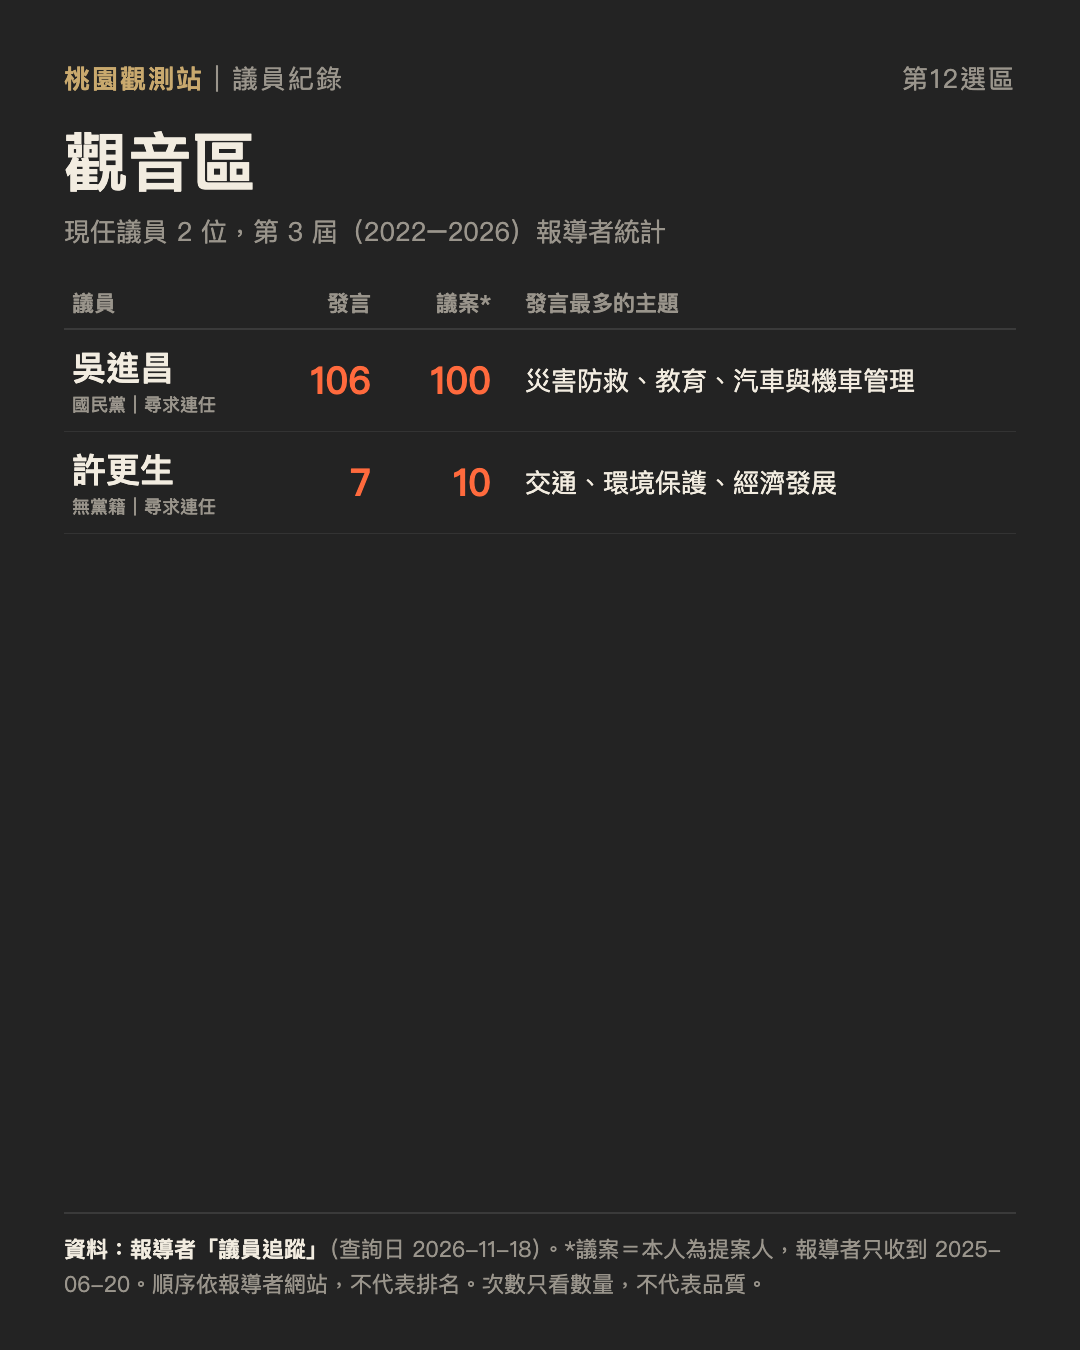 桃園觀測站｜議員紀錄
第12選區
觀音區
現任議員 2 位，第 3 屆（2022—2026）報導者統計
議員 發言 議案* 發言最多的主題
吳進昌 106 100 災害防救、教育、汽車與機車管理
國民黨｜尋求連任
許更生 7 10 交通、環境保護、經濟發展
無黨籍｜尋求連任
資料：報導者「議員追蹤」（查詢日 2026-11-18）。*議案＝本人為提案人，報導者只收到 2025-
06-20。順序依報導者網站，不代表排名。次數只看數量，不代表品質。